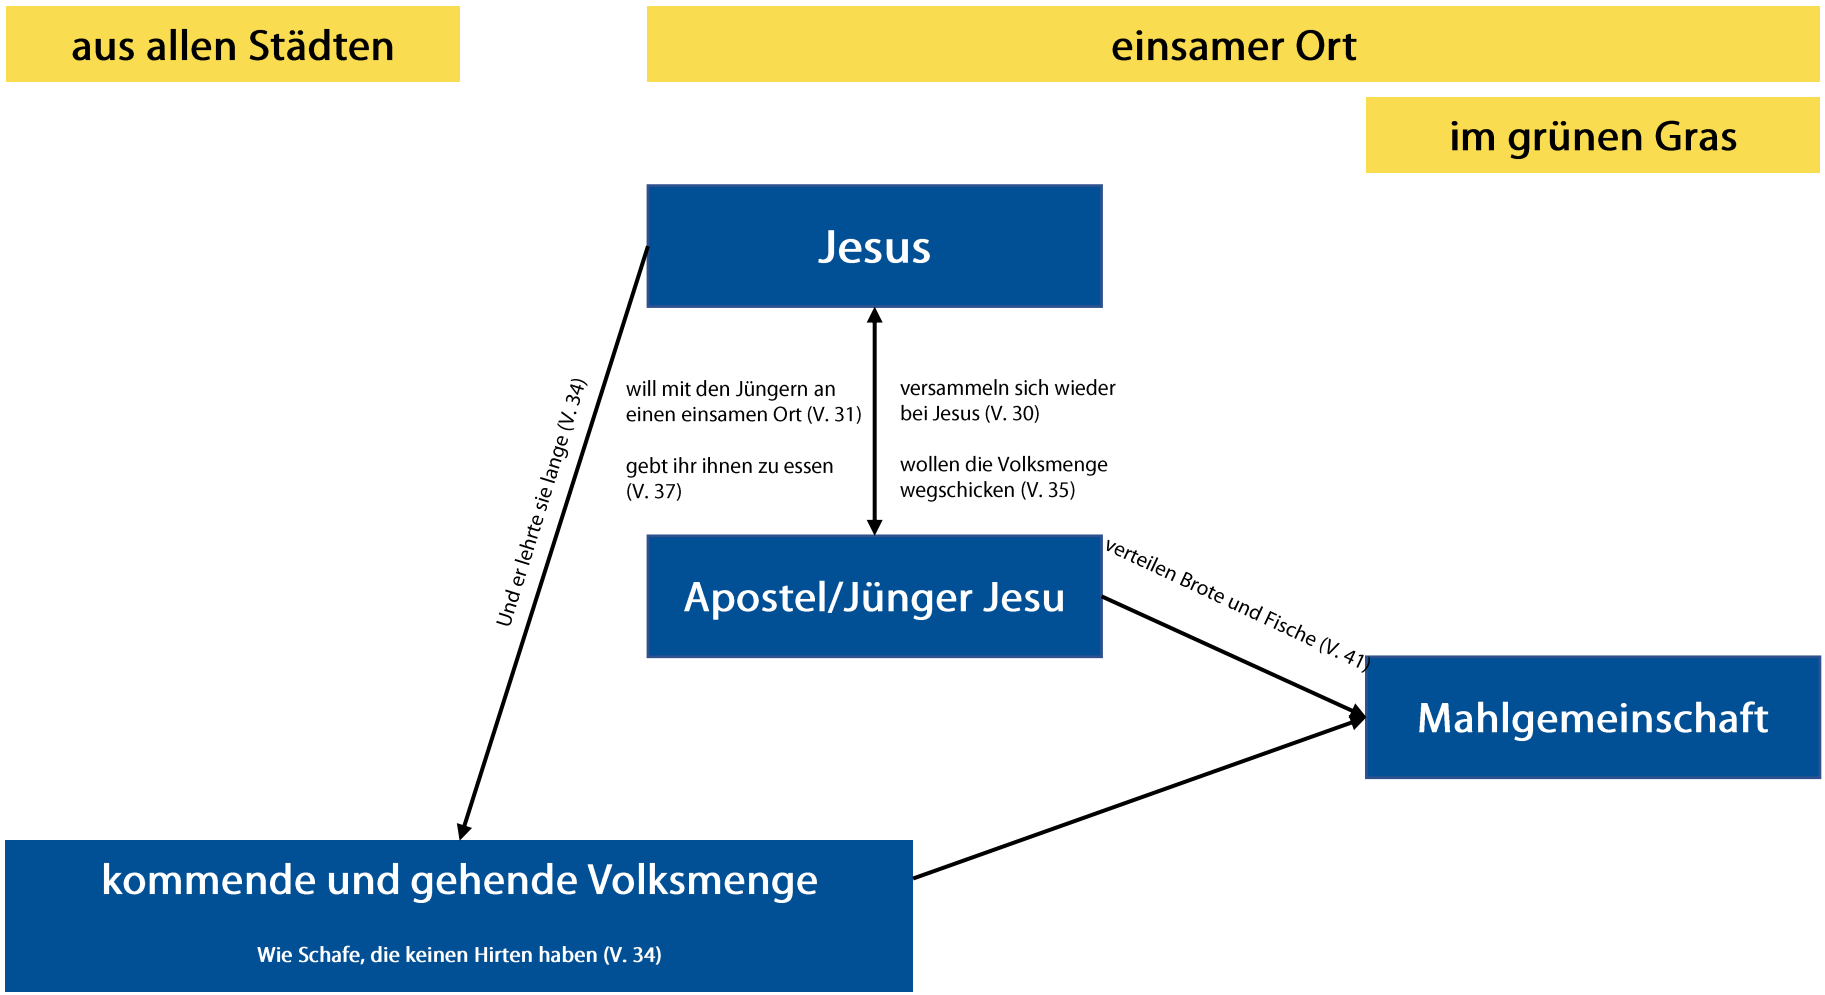 aus allen Städten
einsamer Ort
im grünen Gras
Jesus
Und er lehrte sie lange (V. 34)
will mit den Jüngern an
einen einsamen Ort (V. 31)
gebt ihr ihnen zu essen
(V. 37)
versammeln sich wieder
bei Jesus (V. 30)
wollen die Volksmenge
wegschicken (V. 35)
Apostel/Jünger Jesu
verteilen Brote und Fische (V. 41)
Mahlgemeinschaft
kommende und gehende Volksmenge
Wie Schafe, die keinen Hirten haben (V. 34)